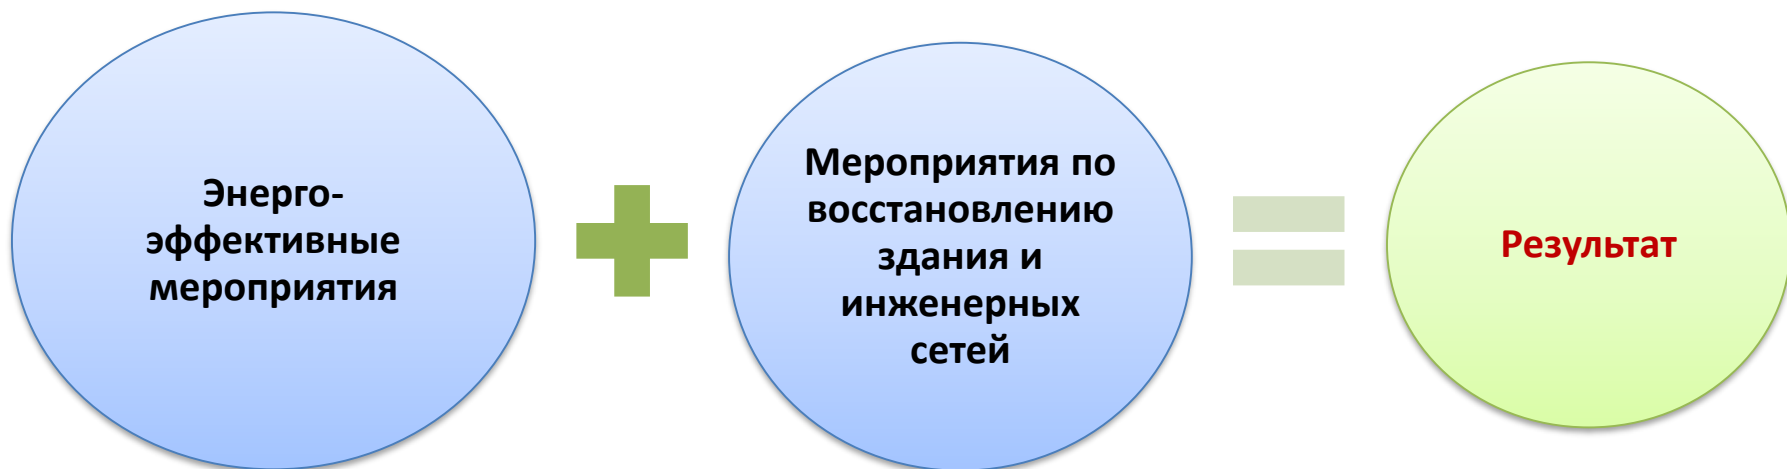 Энерго-
эффективные
мероприятия
Мероприятия по
восстановлению
здания и
инженерных
сетей
Результат